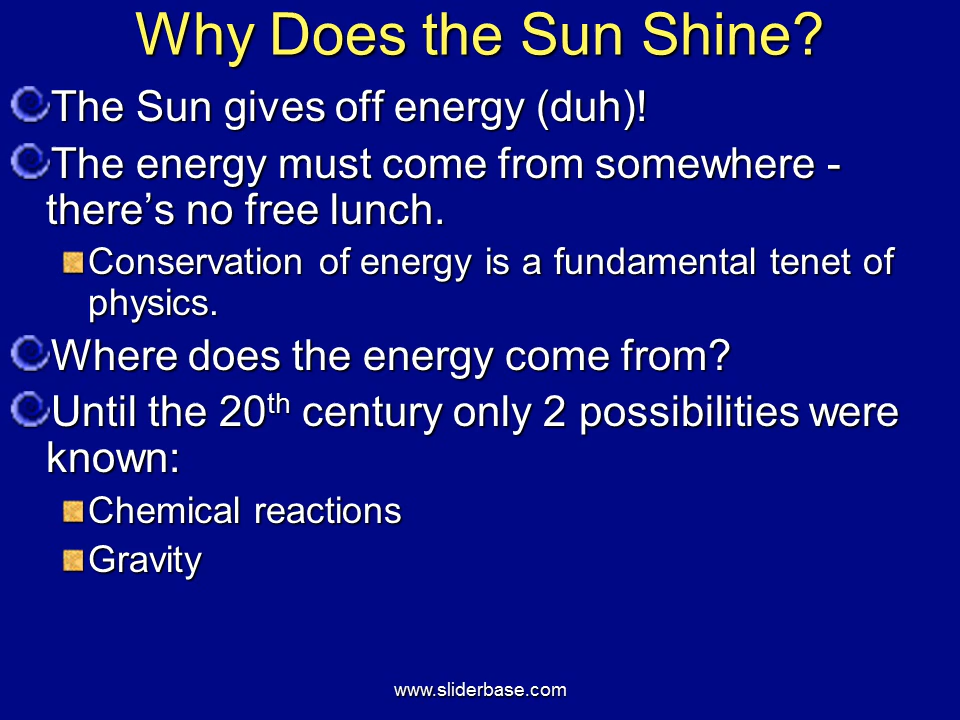 Why Does the Sun Shine?
The Sun gives off energy (duh)!
The energy must come from somewhere -
there’s no free lunch.
Conservation of energy is a fundamental tenet of
physics.
Where does the energy come from?
Until the 20th century only 2 possibilities were
known:
Chemical reactions
Gravity
www.sliderbase.com